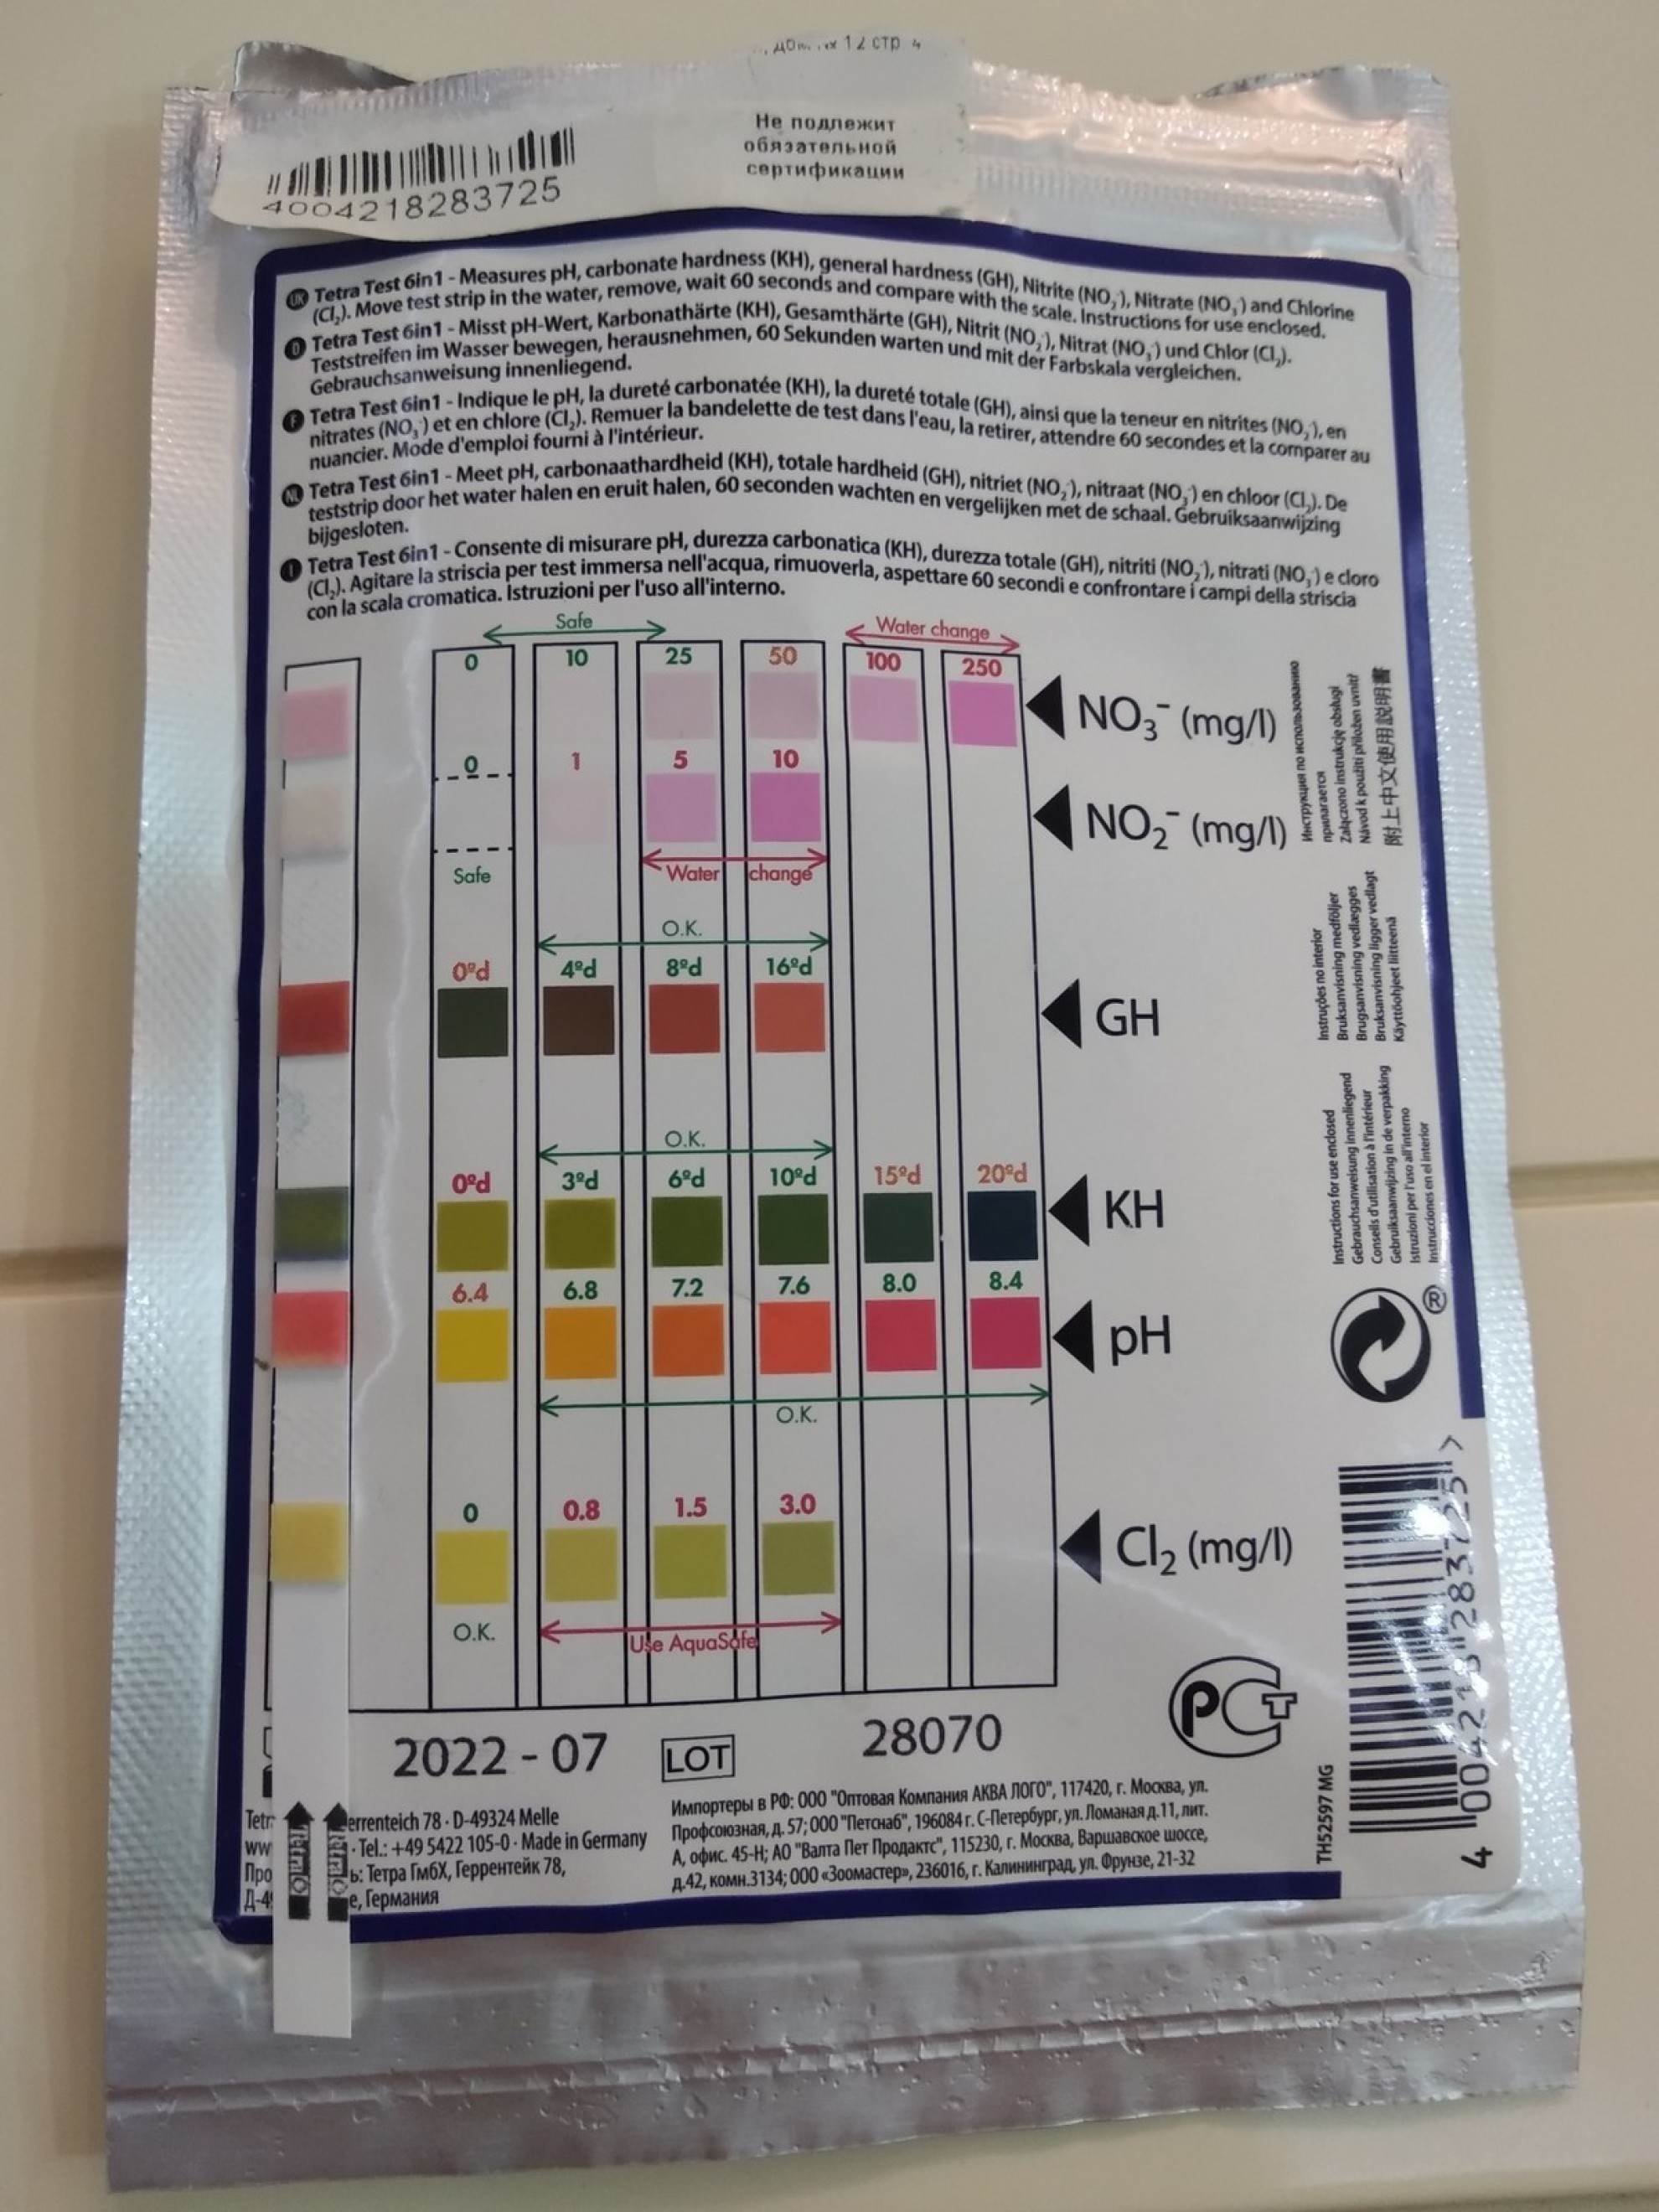 12 стр. 4
Не подлежит
обязательной
сертификации
4004218283725
UK Tetra Test 6in1 - Measures pH, carbonate hardness (KH), general hardness (GH), Nitrite (NO₂⁻), Nitrate (NO₃⁻) and Chlorine
(Cl₂). Move test strip in the water, remove, wait 60 seconds and compare with the scale. Instructions for use enclosed.
D Tetra Test 6in1 - Misst pH-Wert, Karbonathärte (KH), Gesamthärte (GH), Nitrit (NO₂⁻), Nitrat (NO₃⁻) und Chlor (Cl₂).
Teststreifen im Wasser bewegen, herausnehmen, 60 Sekunden warten und mit der Farbskala vergleichen.
Gebrauchsanweisung innenliegend.
F Tetra Test 6in1 - Indique le pH, la dureté carbonatée (KH), la dureté totale (GH), ainsi que la teneur en nitrites (NO₂⁻), en
nitrates (NO₃⁻) et en chlore (Cl₂). Remuer la bandelette de test dans l'eau, la retirer, attendre 60 secondes et la comparer au
nuancier. Mode d'emploi fourni à l'intérieur.
NL Tetra Test 6in1 - Meet pH, carbonaathardheid (KH), totale hardheid (GH), nitriet (NO₂⁻), nitraat (NO₃⁻) en chloor (Cl₂). De
teststrip door het water halen en eruit halen, 60 seconden wachten en vergelijken met de schaal. Gebruiksaanwijzing
bijgesloten.
I Tetra Test 6in1 - Consente di misurare pH, durezza carbonatica (KH), durezza totale (GH), nitriti (NO₂⁻), nitrati (NO₃⁻) e cloro
(Cl₂). Agitare la striscia per test immersa nell'acqua, rimuoverla, aspettare 60 secondi e confrontare i campi della striscia
con la scala cromatica. Istruzioni per l'uso all'interno.
Safe Water change
0 10 25 50 100 250 NO₃⁻ (mg/l)
0 1 5 10 NO₂⁻ (mg/l)
Safe Water change
O.K.
0°d 4°d 8°d 16°d GH
O.K.
0°d 3°d 6°d 10°d 15°d 20°d KH
6.4 6.8 7.2 7.6 8.0 8.4 pH
O.K.
0 0.8 1.5 3.0 Cl₂ (mg/l)
O.K. Use AquaSafe
Инструкция по использованию
прилагается
Załączono instrukcję obsługi
Návod k použití přiložen uvnitř
附上中文使用説明書
Instruções no interior
Bruksanvisning medföljer
Brugsanvisning vedlægges
Bruksanvisning ligger vedlagt
Käyttöohjeet liitteenä
Instructions for use enclosed
Gebrauchsanweisung innenliegend
Conseils d'utilisation à l'intérieur
Gebruiksaanwijzing in de verpakking
Istruzioni per l'uso all'interno
Instrucciones en el interior
®
2022 - 07 LOT 28070
РСТ
Tetr errenteich 78 · D-49324 Melle
ww · Tel.: +49 5422 105-0 · Made in Germany
Про ь: Тетра ГмбХ, Геррентейк 78,
Д-4 е, Германия
Tetra Tetra
Импортеры в РФ: ООО "Оптовая Компания АКВА ЛОГО", 117420, г. Москва, ул.
Профсоюзная, д. 57; ООО "Петснаб", 196084 г. С-Петербург, ул. Ломаная д.11, лит.
А, офис. 45-Н; АО "Валта Пет Продактс", 115230, г. Москва, Варшавское шоссе,
д.42, комн.3134; ООО «Зоомастер», 236016, г. Калининград, ул. Фрунзе, 21-32
TH52597 MG
4 004218 283725 >